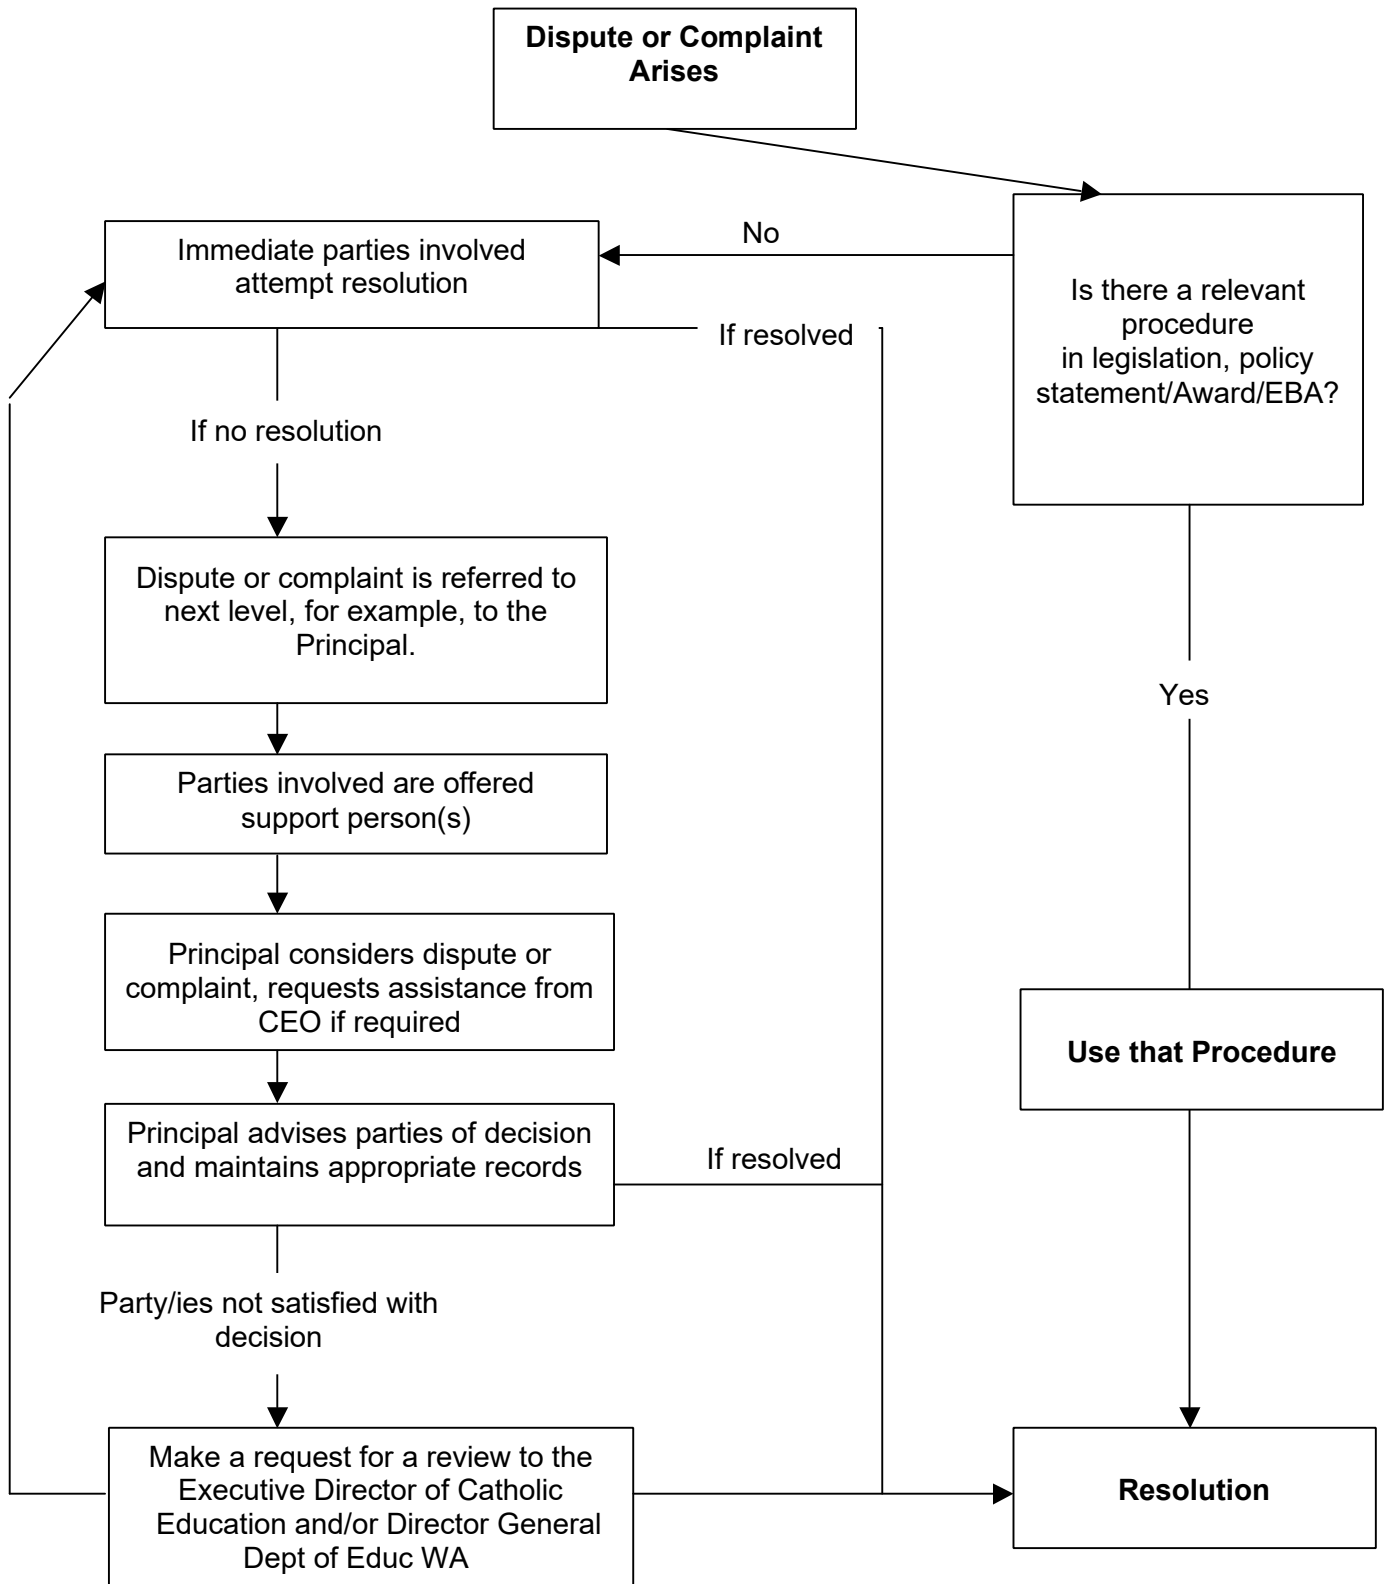 Dispute or Complaint
Arises
No
Immediate parties involved
attempt resolution
Is there a relevant
procedure
in legislation, policy
statement/Award/EBA?
If resolved
If no resolution
Dispute or complaint is referred to
next level, for example, to the
Principal.
Yes
Parties involved are offered
support person(s)
Principal considers dispute or
complaint, requests assistance from
CEO if required
Use that Procedure
Principal advises parties of decision
and maintains appropriate records
If resolved
Party/ies not satisfied with
decision
Make a request for a review to the
Executive Director of Catholic
Education and/or Director General
Dept of Educ WA
Resolution